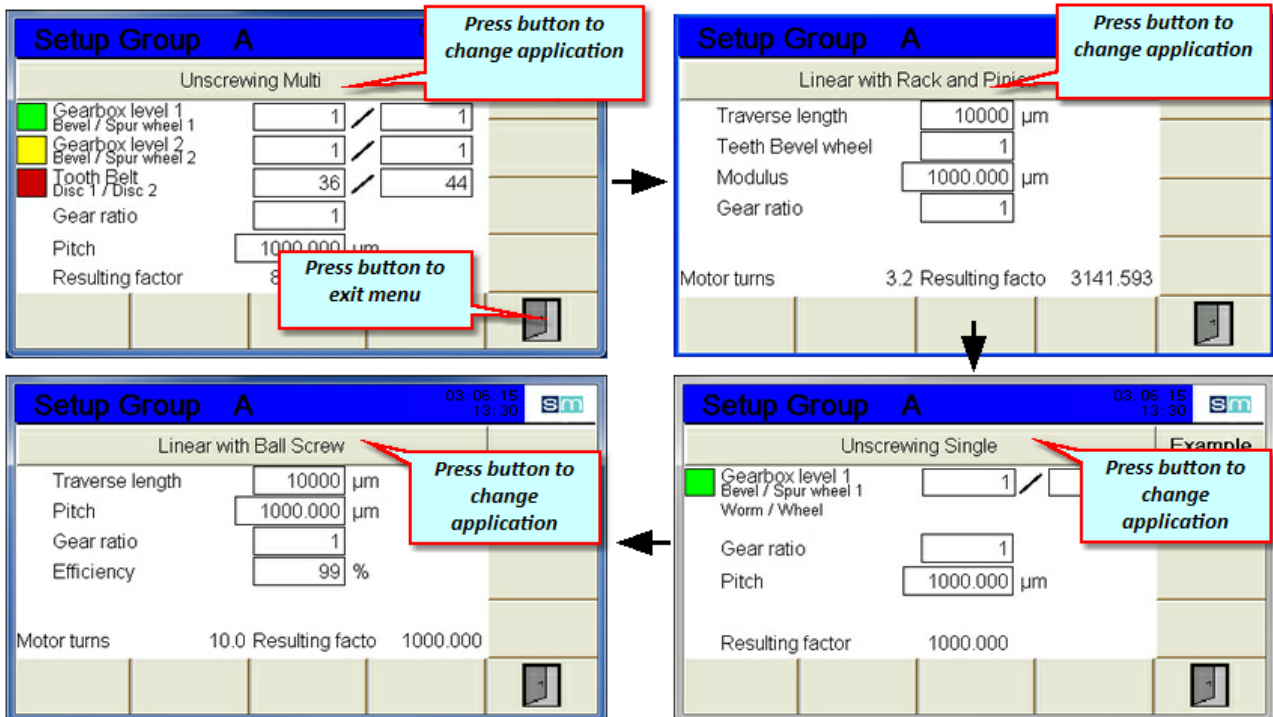 Setup Group A
Press button to
change application
Unscrewing Multi
Gearbox level 1
Bevel / Spur wheel 1
1 / 1
Gearbox level 2
Bevel / Spur wheel 2
1 / 1
Tooth Belt
Disc 1 / Disc 2
36 / 44
Gear ratio
1
Pitch
1000.000 µm
Resulting factor
Press button to
exit menu
Setup Group A
Press button to
change application
Linear with Rack and Pinion
Traverse length 10000 µm
Teeth Bevel wheel 1
Modulus 1000.000 µm
Gear ratio 1
Motor turns 3.2 Resulting facto 3141.593
Setup Group A
03. 06. 15
13: 30
sm
Linear with Ball Screw
Press button to
change
application
Traverse length 10000 µm
Pitch 1000.000 µm
Gear ratio 1
Efficiency 99 %
Motor turns 10.0 Resulting facto 1000.000
Setup Group A
03. 06. 15
13: 30
sm
Unscrewing Single
Example
Press button to
change
application
Gearbox level 1
Bevel / Spur wheel 1
Worm / Wheel
1 /
Gear ratio 1
Pitch 1000.000 µm
Resulting factor 1000.000